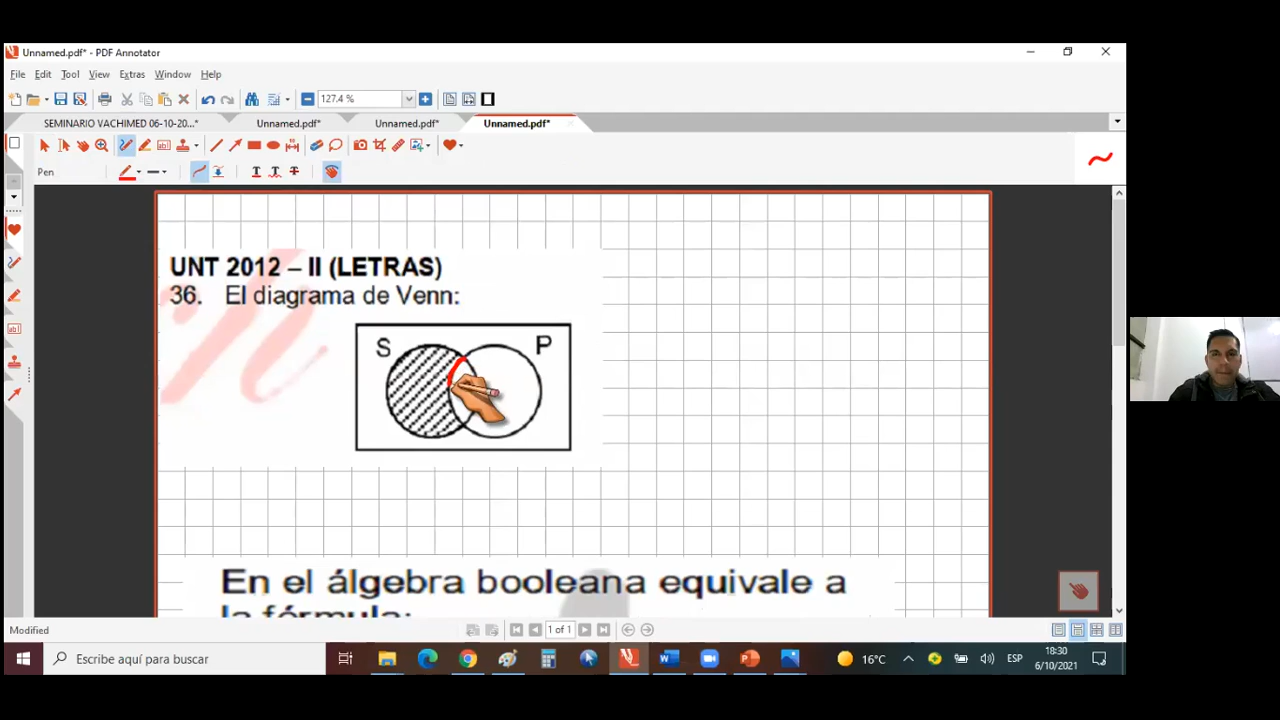 Unnamed.pdf* - PDF Annotator
File Edit Tool View Extras Window Help
127.4 %
SEMINARIO VACHIMED 06-10-20...* Unnamed.pdf* Unnamed.pdf* Unnamed.pdf*
Pen
UNT 2012 – II (LETRAS)
36. El diagrama de Venn:
S P
En el álgebra booleana equivale a
la fórmula:
Modified 1 of 1
Escribe aquí para buscar 16°C ESP 18:30
6/10/2021